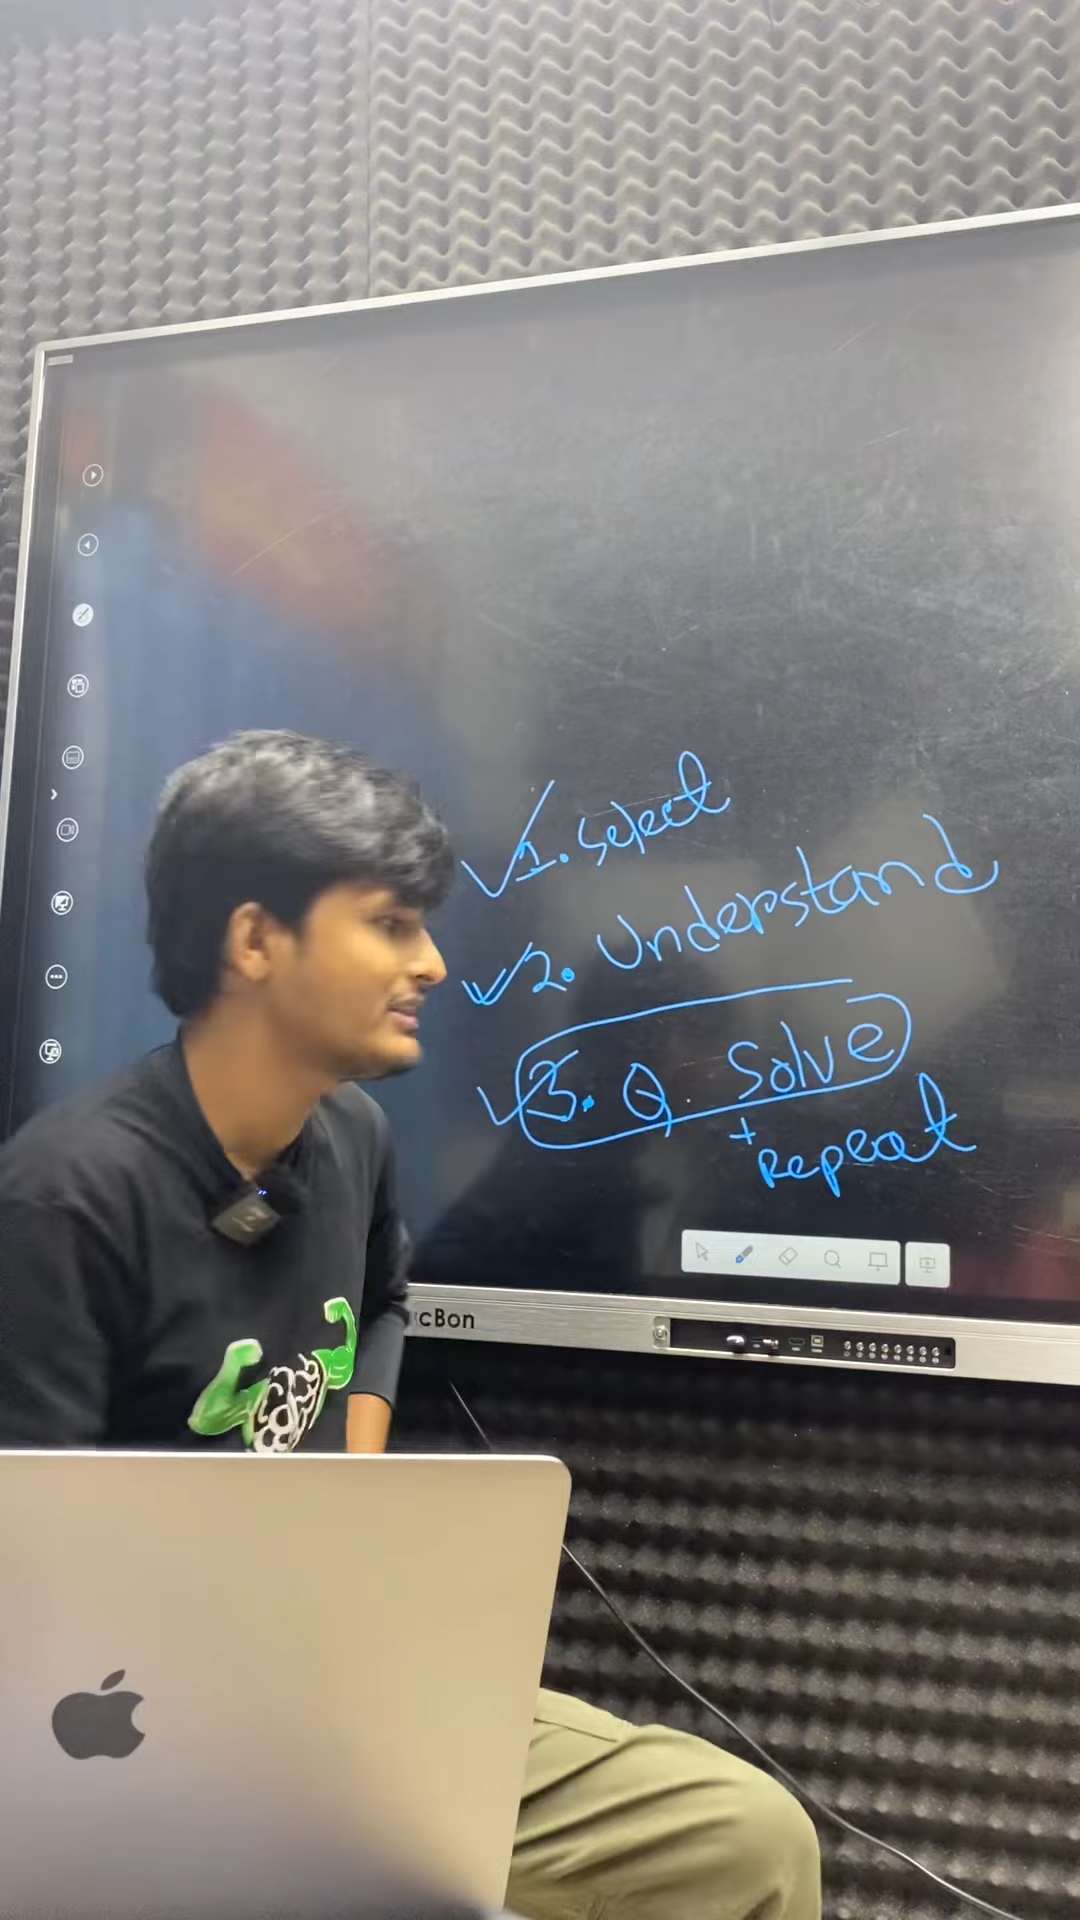 1. Select
2. Understand
3. Q Solve
+ Repeat
cBon